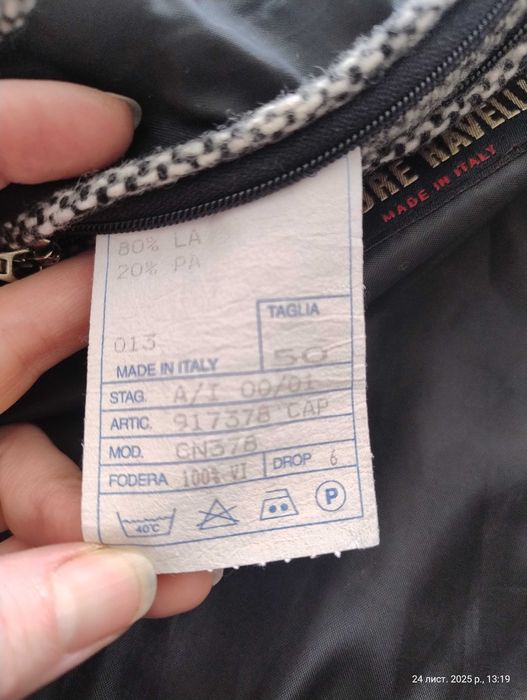 ORE RAVELL
MADE IN ITALY
80% LA
20% PA
TAGLIA
013
50
MADE IN ITALY
STAG. A/I 00/01
ARTIC. 917378 CAP
MOD. GN378
FODERA 100% VI DROP 6
40°C
P
24 лист. 2025 р., 13:19